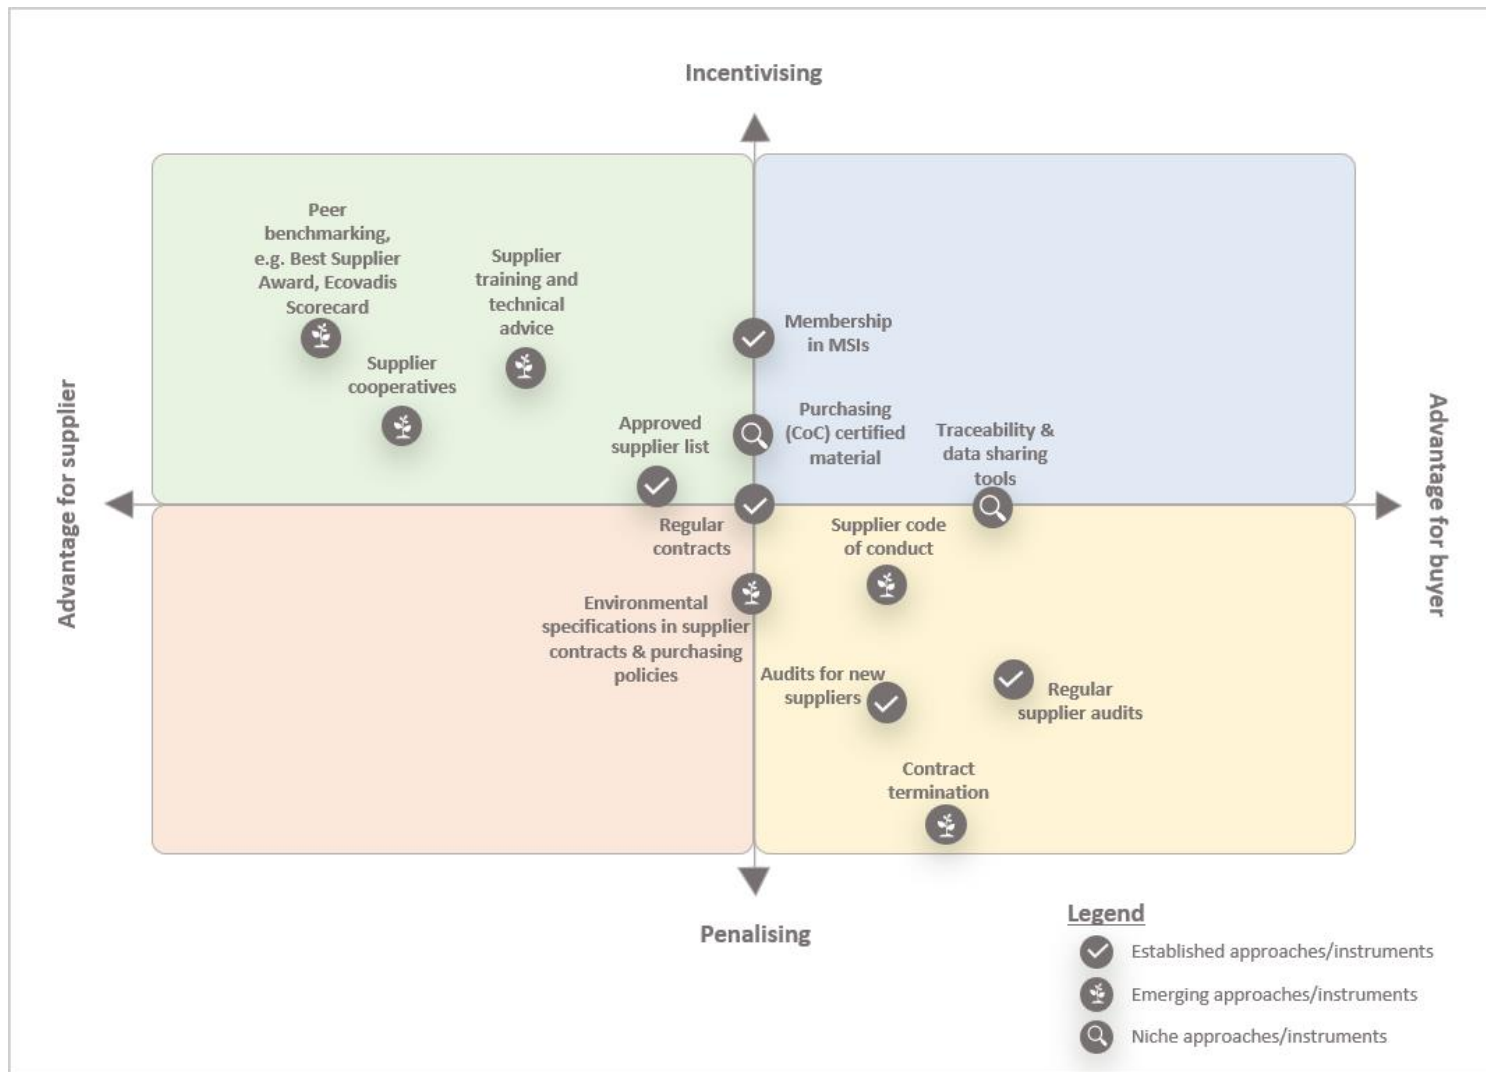 Incentivising
Peer
benchmarking,
e.g. Best Supplier
Award, Ecovadis
Scorecard
Supplier
training and
technical
advice
Supplier
cooperatives
Approved
supplier list
Membership
in MSIs
Purchasing
(CoC) certified
material
Traceability &
data sharing
tools
Advantage for supplier
Advantage for buyer
Regular
contracts
Supplier code
of conduct
Environmental
specifications in supplier
contracts & purchasing
policies
Audits for new
suppliers
Regular
supplier audits
Contract
termination
Penalising
Legend
Established approaches/instruments
Emerging approaches/instruments
Niche approaches/instruments